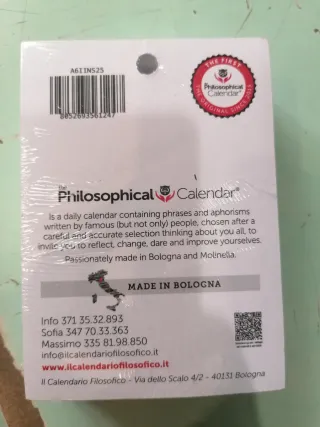 A6IINS25
8052693561247
THE FIRST
The
Philosophical
Calendar®
THE ORIGINAL SINCE
The
Philosophical Calendar®
Is a daily calendar containing phrases and aphorisms
written by famous (but not only) people, chosen after a
careful and accurate selection thinking about you all, to
invite you to reflect, change, dare and improve yourselves.
Passionately made in Bologna and Molinella.
MADE IN BOLOGNA
Info 371 35.32.893
Sofia 347 70.33.363
Massimo 335 81.98.850
info@ilcalendariofilosofico.it
www.ilcalendariofilosofico.it
Il Calendario Filosofico - Via dello Scalo 4/2 - 40131 Bologna